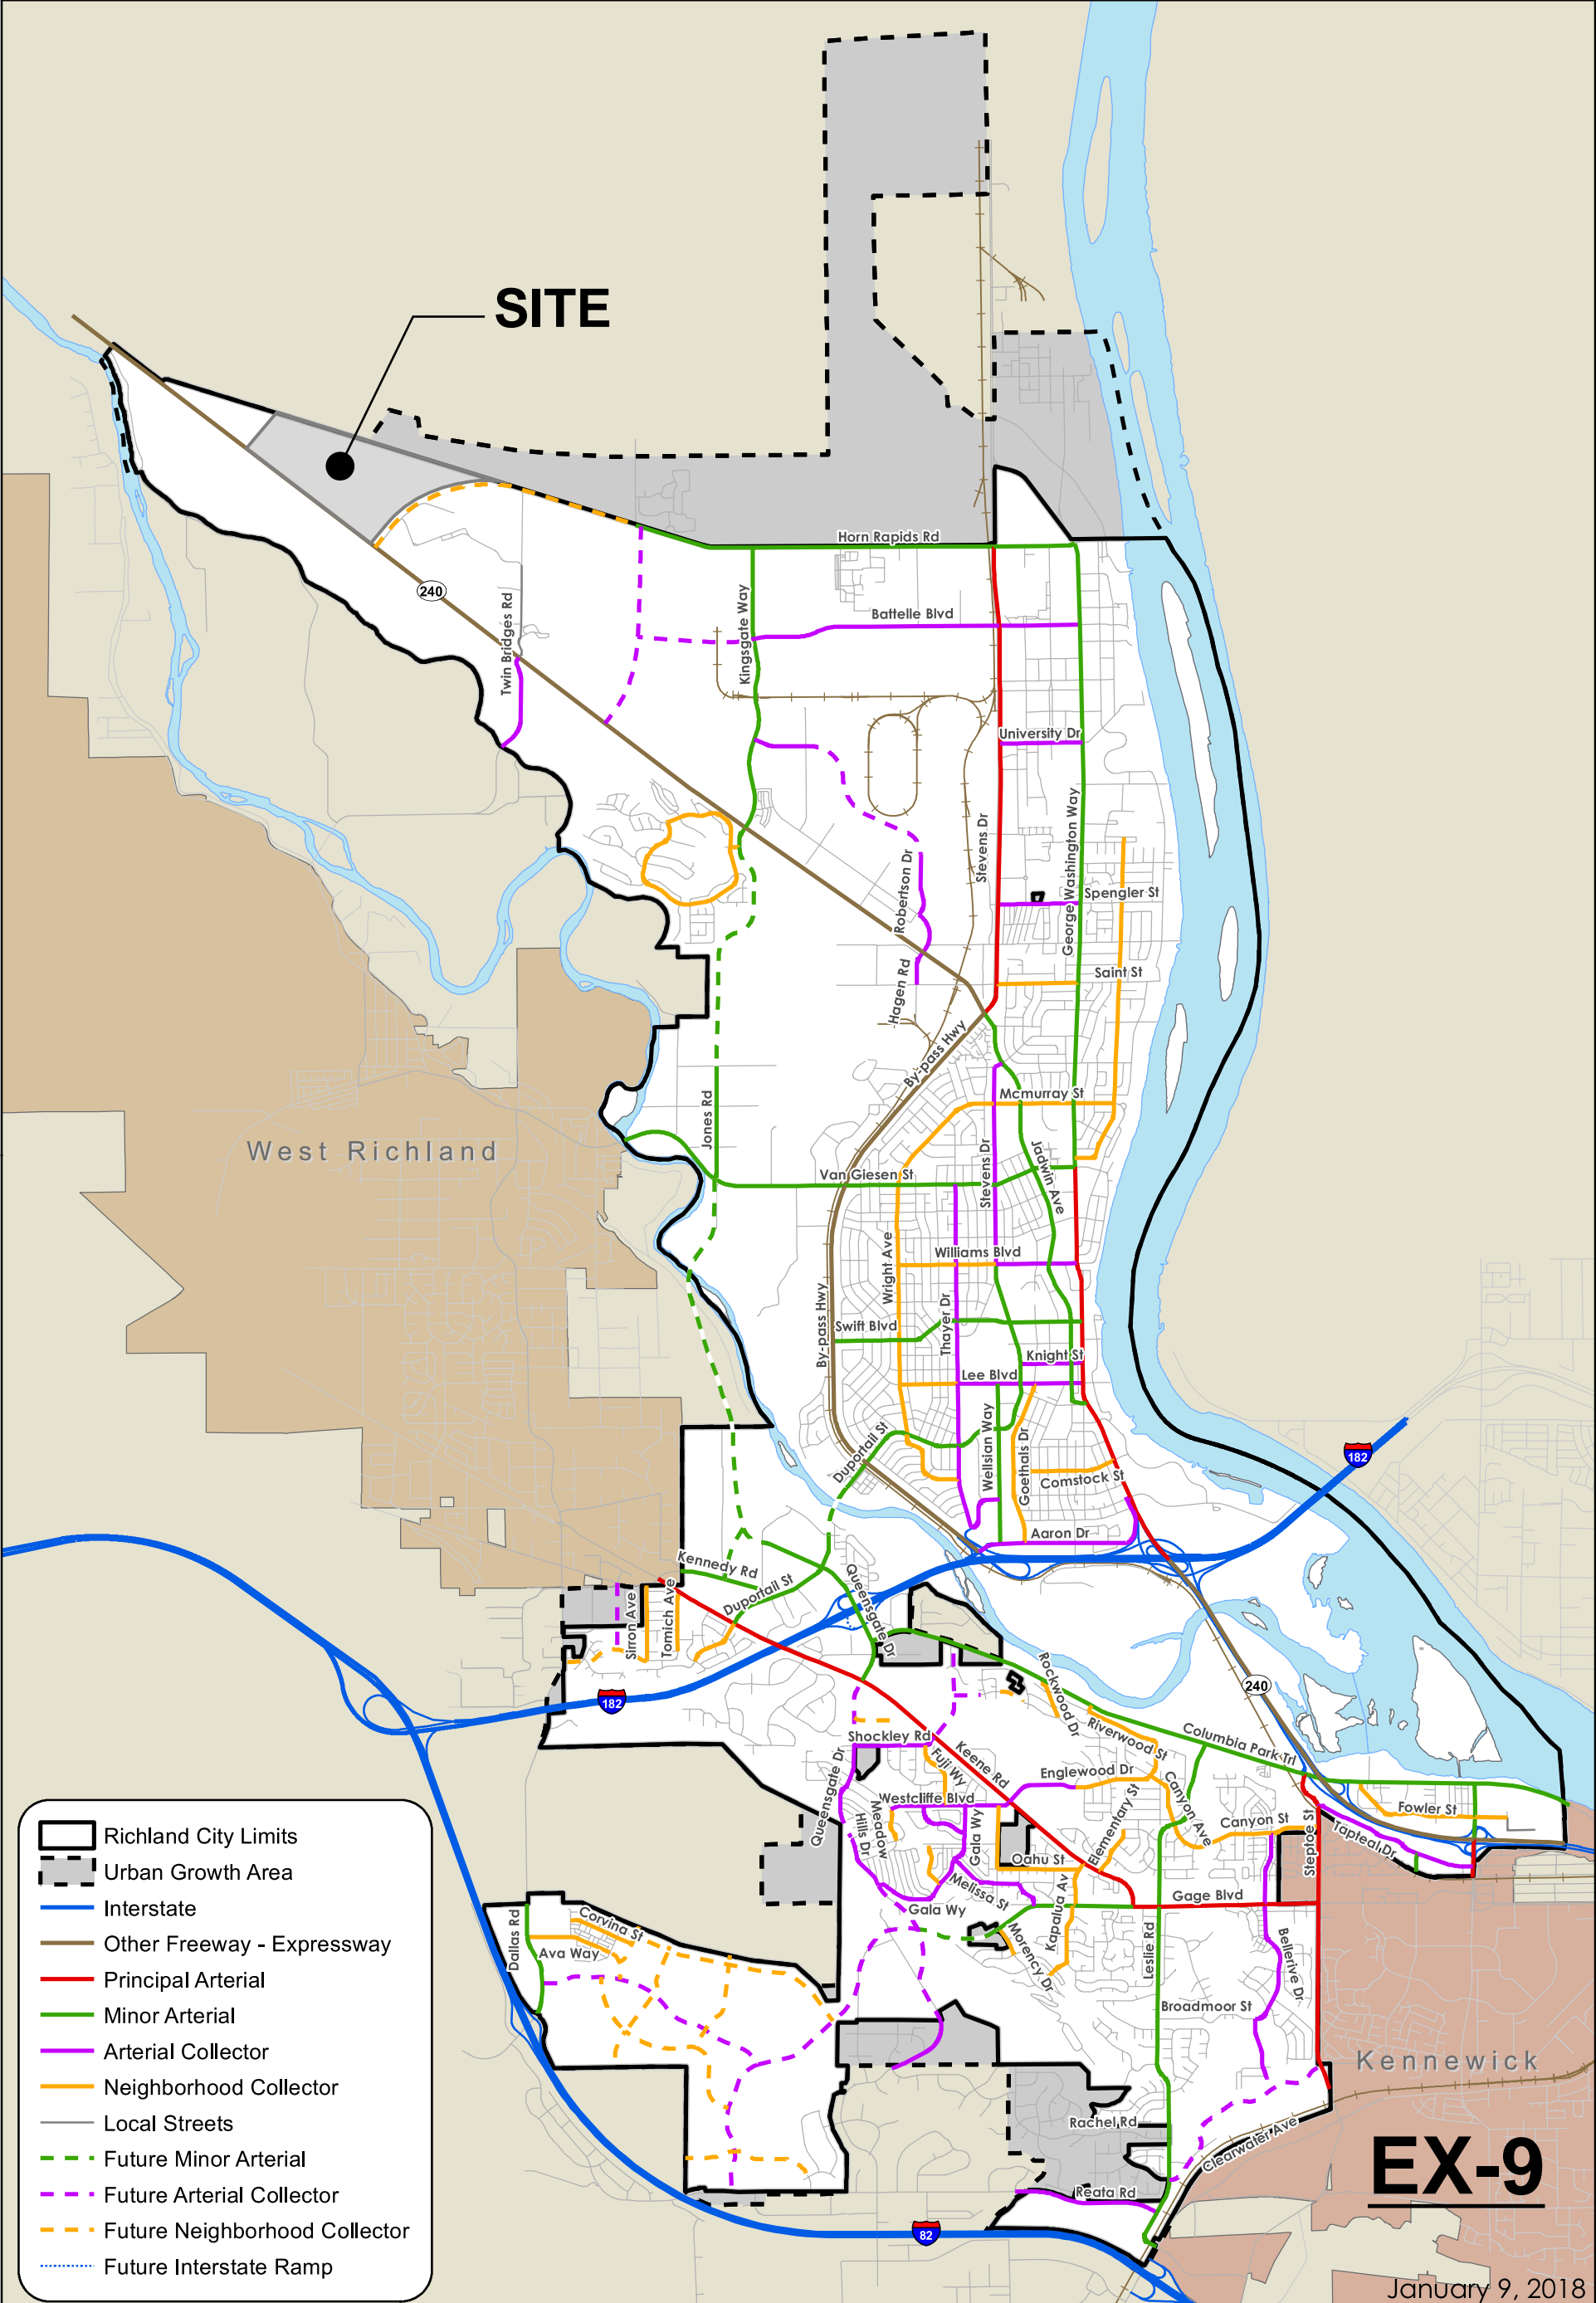 SITE
Horn Rapids Rd
240
Battelle Blvd
Twin Bridges Rd
Kingsgate Way
University Dr
Stevens Dr
George Washington Way
Robertson Dr
Spengler St
Hagen Rd
Saint St
By-pass Hwy
Mcmurray St
Jones Rd
West Richland
Van Giesen St
Stevens Dr
Jadwin Ave
Wright Ave
Williams Blvd
By-pass Hwy
Swift Blvd
Thayer Dr
Knight St
Lee Blvd
Duportail St
Wellsian Way
Goethals Dr
Comstock St
182
Aaron Dr
Kennedy Rd
Duportail St
Queensgate Dr
Sirron Ave
Tomich Ave
182
240
Rockwood Dr
Riverwood St
Columbia Park Trl
Shockley Rd
Keene Rd
Fuji Wy
Englewood Dr
Queensgate Dr
Westcliffe Blvd
Meadow
Hills Dr
Gala Wy
Elementary St
Canyon Ave
Canyon St
Fowler St
Steptoe St
Tapteal Dr
Oahu St
Melissa St
Kapalua Av
Gage Blvd
Gala Wy
Morency Dr
Leslie Rd
Bellerive Dr
Dallas Rd
Corvina St
Ava Way
Broadmoor St
Kennewick
Rachel Rd
Clearwater Ave
Reata Rd
82
Richland City Limits
Urban Growth Area
Interstate
Other Freeway - Expressway
Principal Arterial
Minor Arterial
Arterial Collector
Neighborhood Collector
Local Streets
Future Minor Arterial
Future Arterial Collector
Future Neighborhood Collector
Future Interstate Ramp
EX-9
January 9, 2018